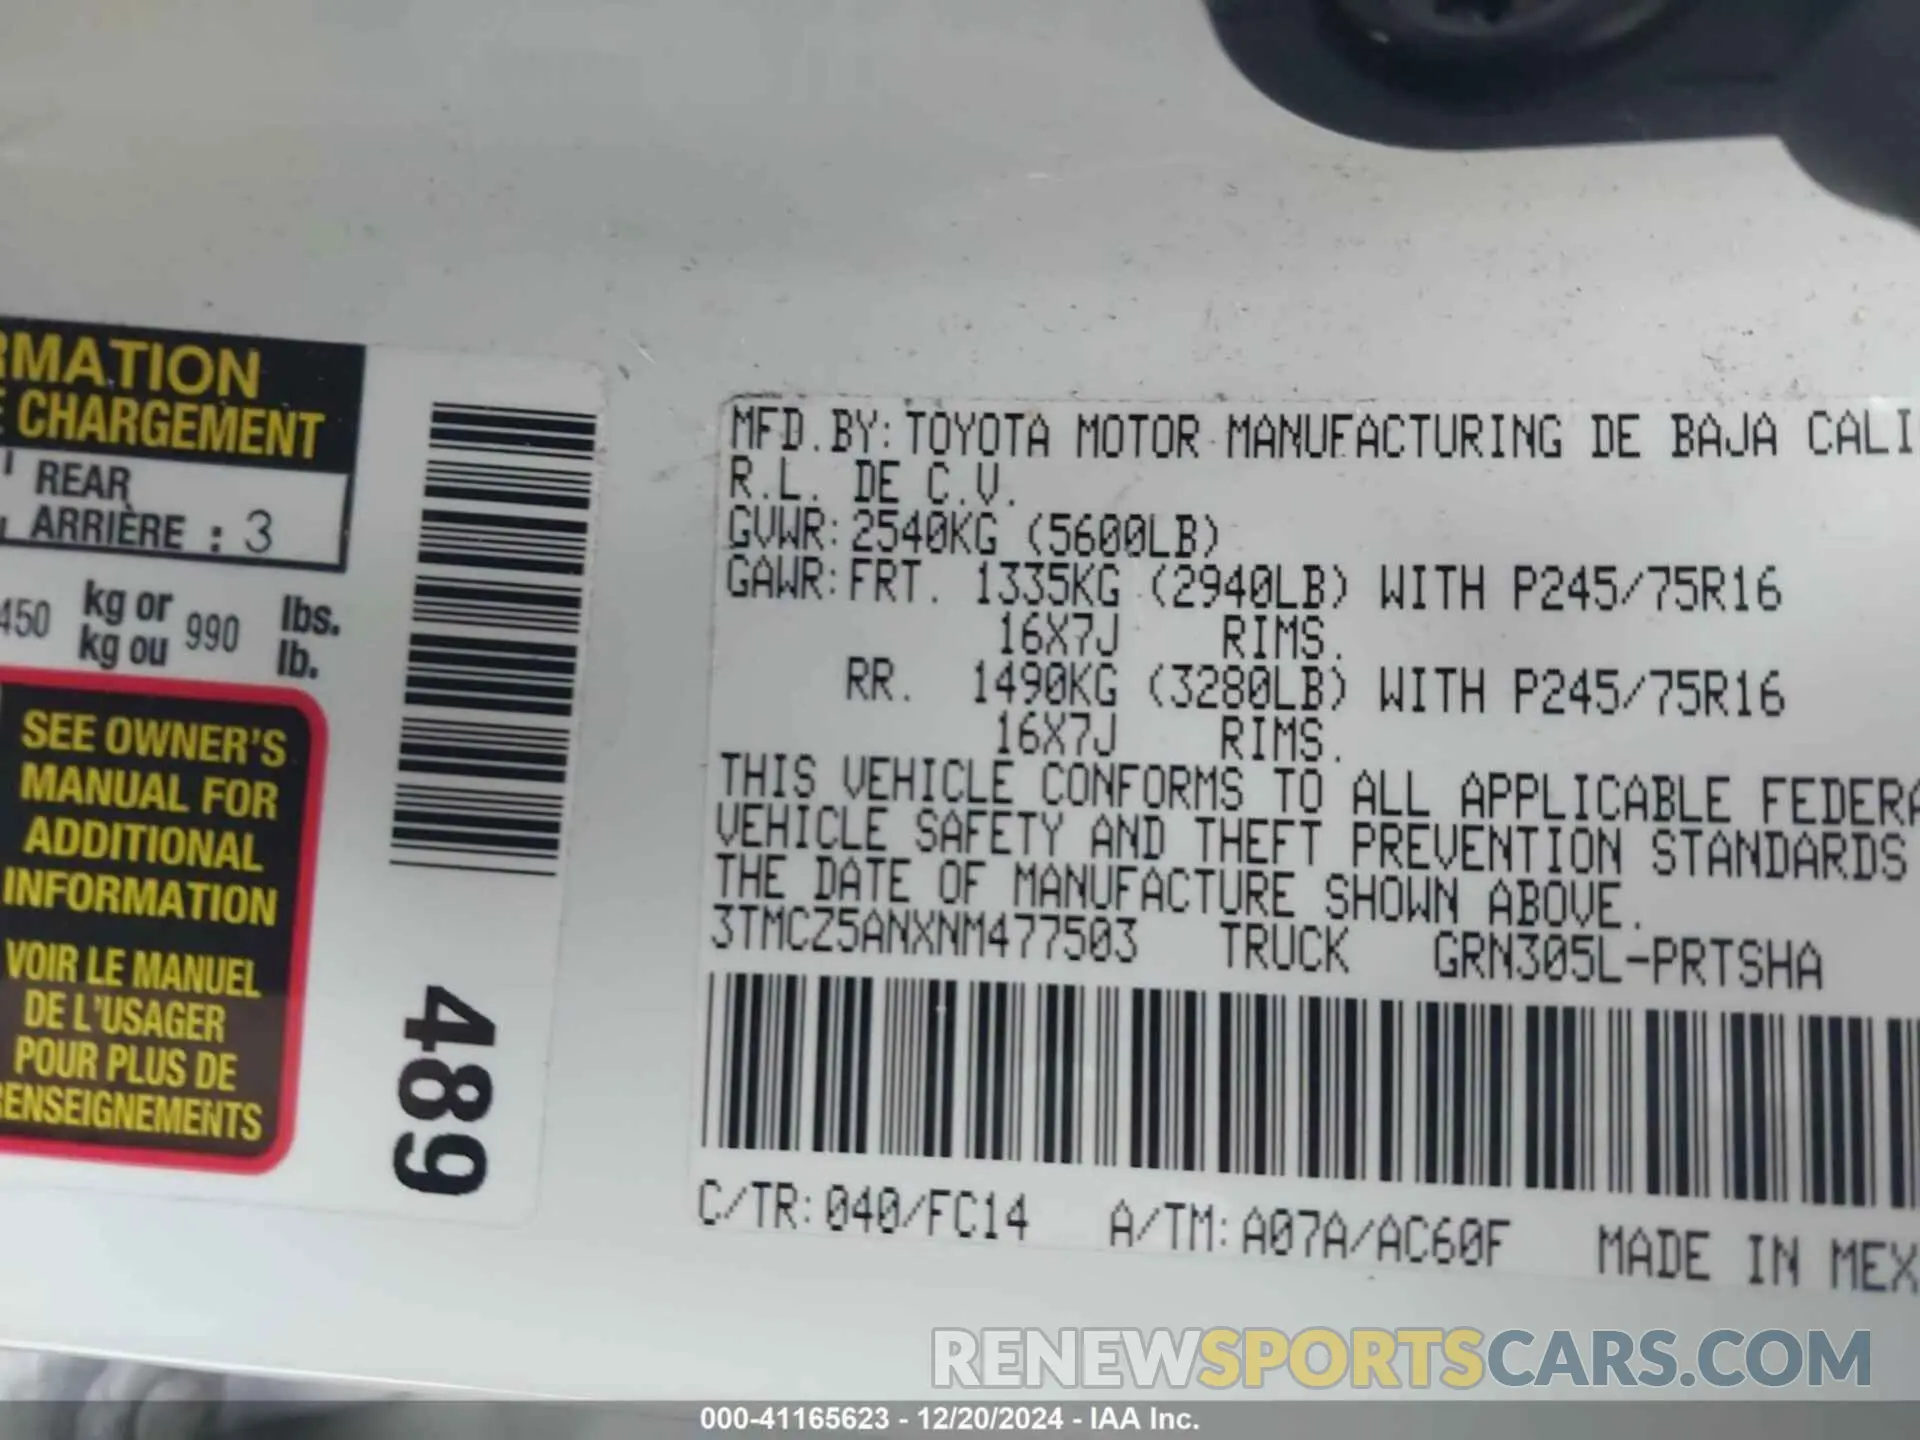 RMATION
E CHARGEMENT
REAR
ARRIÈRE : 3
450 kg or 990 lbs.
kg ou lb.
SEE OWNER'S
MANUAL FOR
ADDITIONAL
INFORMATION
VOIR LE MANUEL
DE L'USAGER
POUR PLUS DE
RENSEIGNEMENTS
489
MFD.BY:TOYOTA MOTOR MANUFACTURING DE BAJA CALI
R.L. DE C.V.
GVWR:2540KG (5600LB)
GAWR:FRT. 1335KG (2940LB) WITH P245/75R16
16X7J RIMS.
RR. 1490KG (3280LB) WITH P245/75R16
16X7J RIMS.
THIS VEHICLE CONFORMS TO ALL APPLICABLE FEDERA
VEHICLE SAFETY AND THEFT PREVENTION STANDARDS
THE DATE OF MANUFACTURE SHOWN ABOVE.
3TMCZ5ANXNM477503 TRUCK GRN305L-PRTSHA
C/TR:040/FC14 A/TM:A07A/AC60F MADE IN MEX
RENEWSPORTSCARS.COM
000-41165623 - 12/20/2024 - IAA Inc.